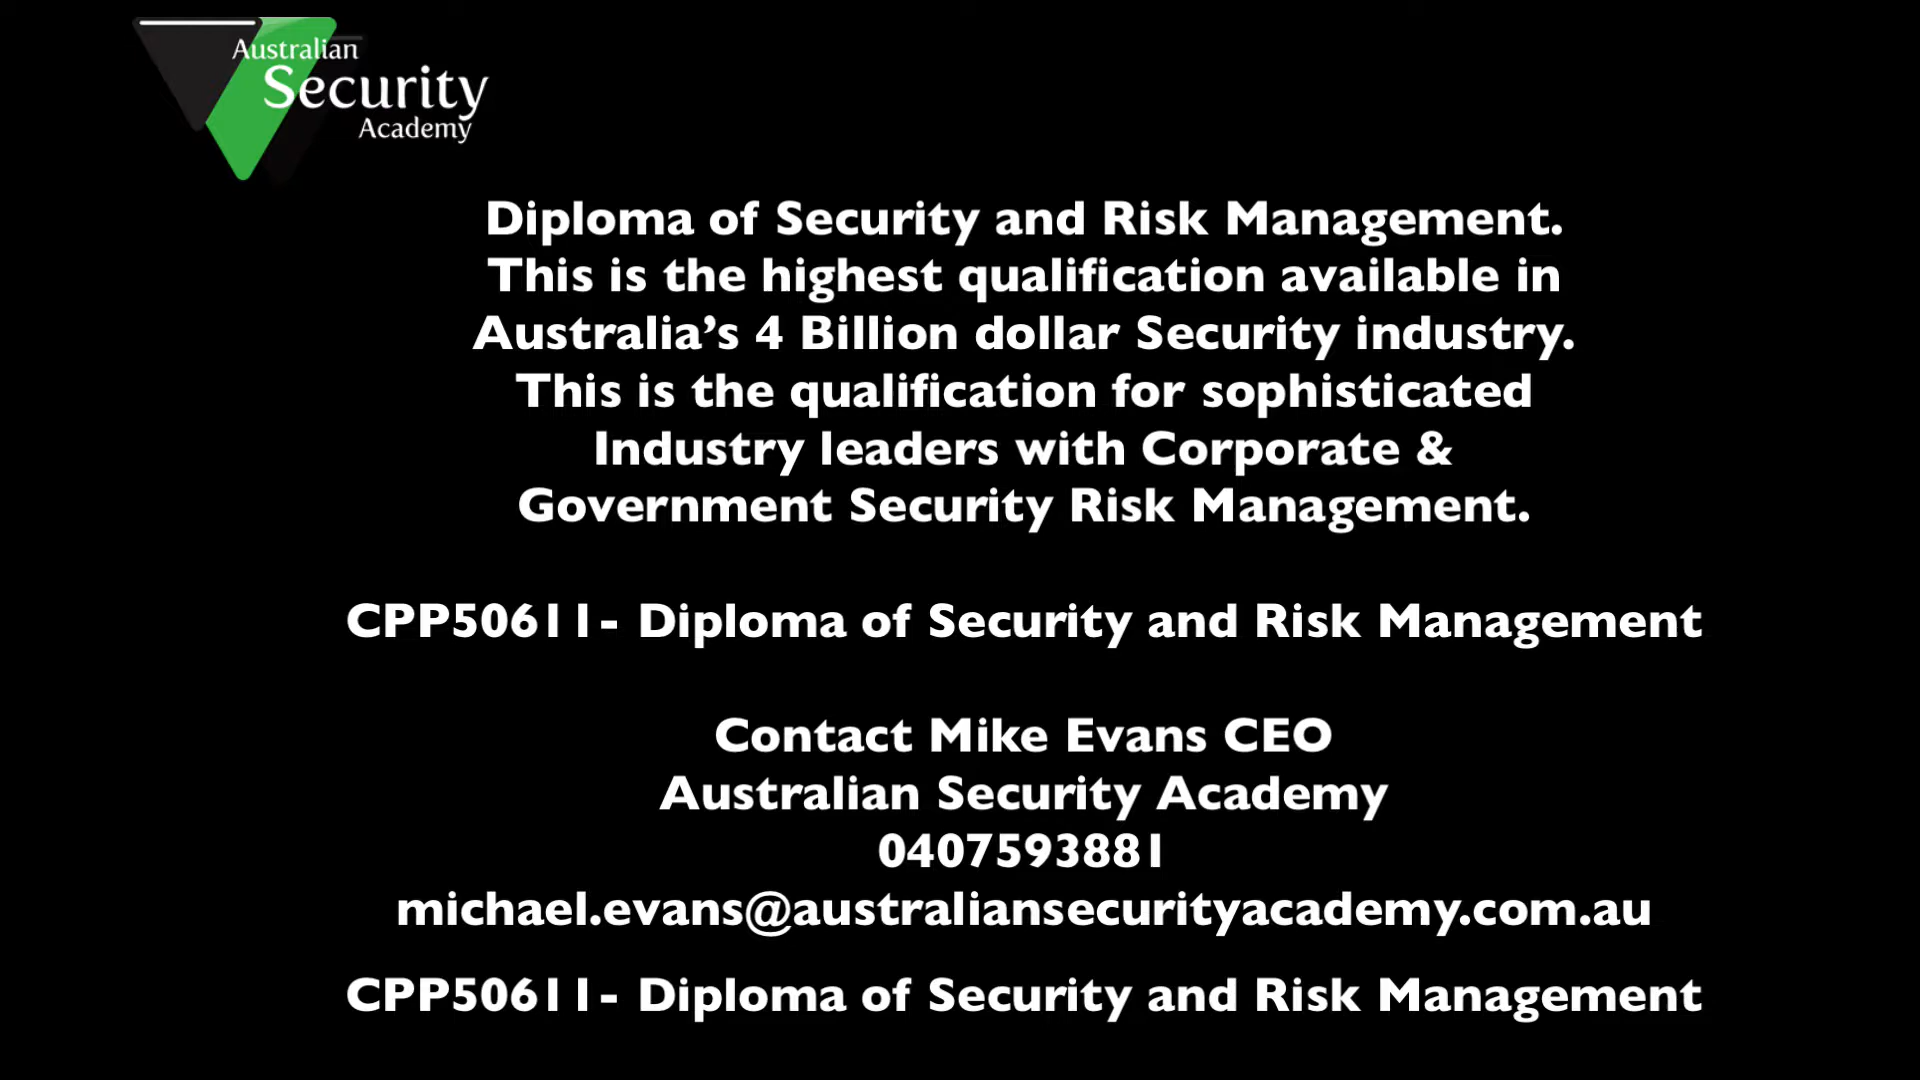 Australian
Security
Academy
Diploma of Security and Risk Management.
This is the highest qualification available in
Australia’s 4 Billion dollar Security industry.
This is the qualification for sophisticated
Industry leaders with Corporate &
Government Security Risk Management.
CPP50611- Diploma of Security and Risk Management
Contact Mike Evans CEO
Australian Security Academy
0407593881
michael.evans@australiansecurityacademy.com.au
CPP50611- Diploma of Security and Risk Management